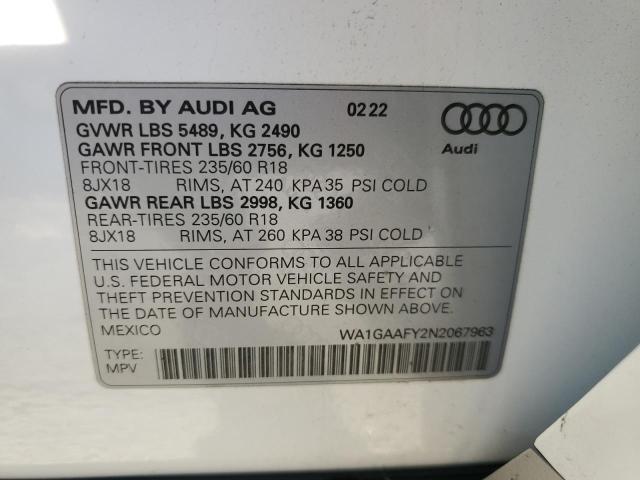 MFD. BY AUDI AG 02 22
GVWR LBS 5489, KG 2490
GAWR FRONT LBS 2756, KG 1250
Audi
FRONT-TIRES 235/60 R18
8JX18 RIMS, AT 240 KPA 35 PSI COLD
GAWR REAR LBS 2998, KG 1360
REAR-TIRES 235/60 R18
8JX18 RIMS, AT 260 KPA 38 PSI COLD
THIS VEHICLE CONFORMS TO ALL APPLICABLE
U.S. FEDERAL MOTOR VEHICLE SAFETY AND
THEFT PREVENTION STANDARDS IN EFFECT ON
THE DATE OF MANUFACTURE SHOWN ABOVE.
MEXICO WA1GAAFY2N2067963
TYPE:
MPV